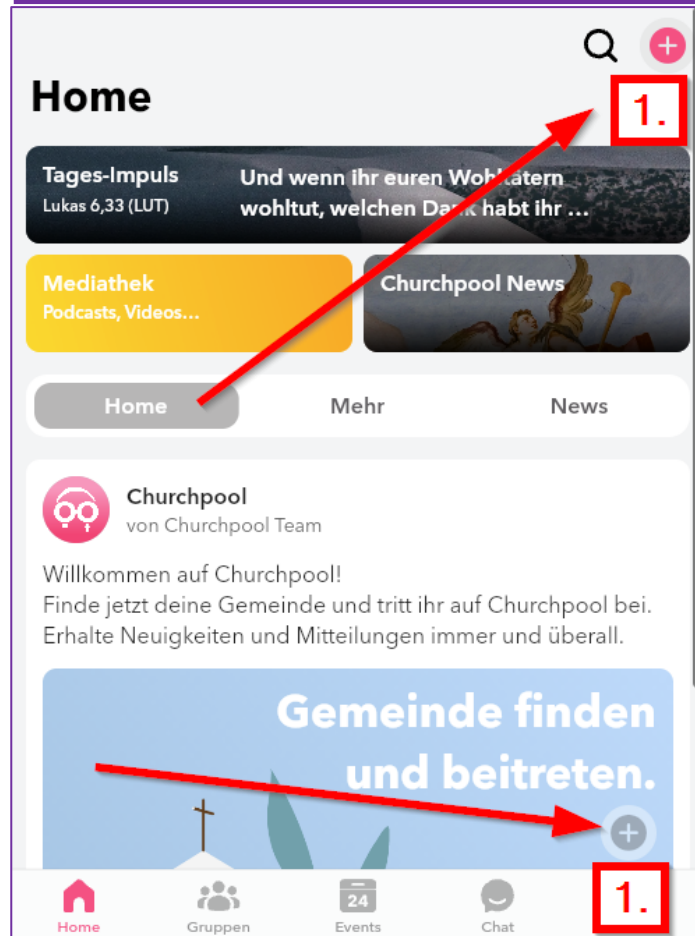 Home
1.
Tages-Impuls
Lukas 6,33 (LUT)
Und wenn ihr euren Wohltätern
wohltut, welchen Dank habt ihr ...
Mediathek
Podcasts, Videos...
Churchpool News
Home Mehr News
Churchpool
von Churchpool Team
Willkommen auf Churchpool!
Finde jetzt deine Gemeinde und tritt ihr auf Churchpool bei.
Erhalte Neuigkeiten und Mitteilungen immer und überall.
Gemeinde finden
und beitreten.
24
1.
Home Gruppen Events Chat